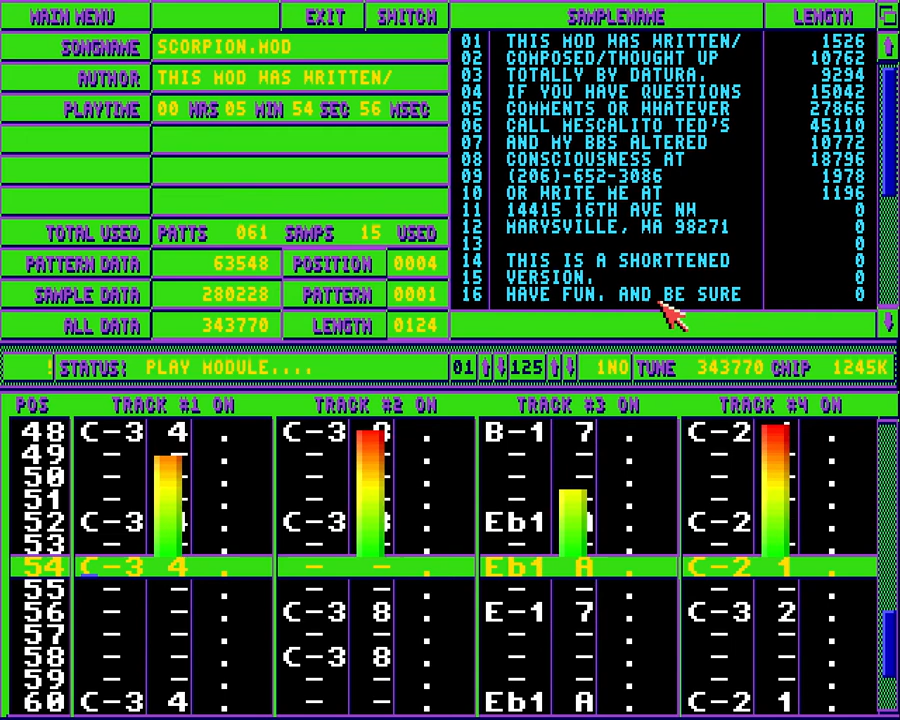 MAIN MENU EXIT SWITCH SAMPLENAME LENGTH
SONGNAME SCORPION.MOD
AUTHOR THIS MOD HAS WRITTEN/
PLAYTIME 00 HRS 05 MIN 54 SEC 56 MSEC
TOTAL USED PATTS 061 SAMPS 15 USED
PATTERN DATA 63548 POSITION 0004
SAMPLE DATA 280228 PATTERN 0001
ALL DATA 343770 LENGTH 0124
01 THIS MOD HAS WRITTEN/ 1526
02 COMPOSED/THOUGHT UP 10762
03 TOTALLY BY DATURA. 9294
04 IF YOU HAVE QUESTIONS 15042
05 COMMENTS OR WHATEVER 27866
06 CALL MESCALITO TED'S 45110
07 AND MY BBS ALTERED 10772
08 CONSCIOUSNESS AT 18796
09 (206)-652-3086 1978
10 OR WRITE ME AT 1196
11 14415 16TH AVE NW 0
12 MARYSVILLE, WA 98271 0
13 0
14 THIS IS A SHORTTENED 0
15 VERSION. 0
16 HAVE FUN. AND BE SURE 0
! STATUS: PLAY MODULE.... 01 125 1NO TUNE 343770 CHIP 1245K
POS TRACK #1 ON TRACK #2 ON TRACK #3 ON TRACK #4 ON
48 C-3 4 . C-3 . B-1 7 . C-2 .
49 - - . - . - - . - .
50 - . - . - - . - .
51 - . - . - . - .
52 C-3 . C-3 . Eb1 . C-2 .
53 - . - . - . - .
54 C-3 4 . - - . Eb1 A . C-2 1 .
55 - - . - - . - - . - - .
56 - - . C-3 8 . E-1 7 . C-3 2 .
57 - - . - - . - - . - - .
58 - - . C-3 8 . - - . - - .
59 - - . - - . - - . - - .
60 C-3 4 . - - . Eb1 A . C-2 1 .